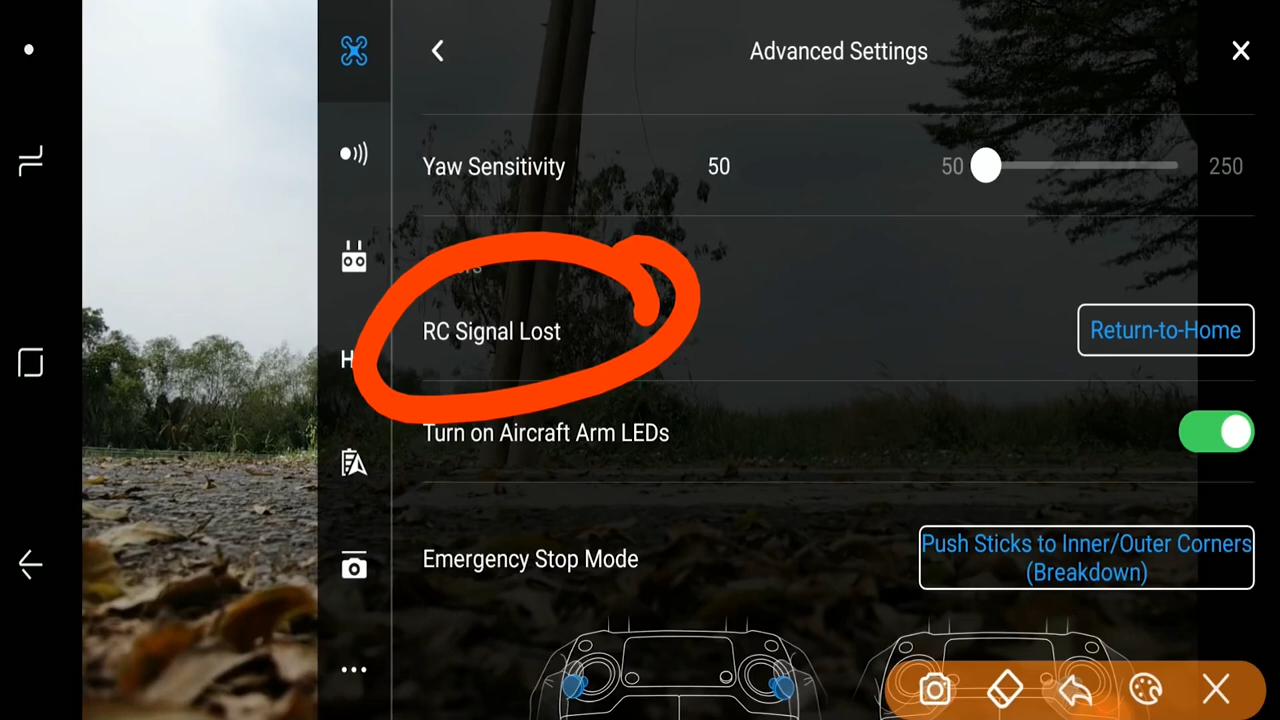 Advanced Settings
Yaw Sensitivity 50 50 250
RC Signal Lost Return-to-Home
Turn on Aircraft Arm LEDs
Emergency Stop Mode Push Sticks to Inner/Outer Corners
(Breakdown)